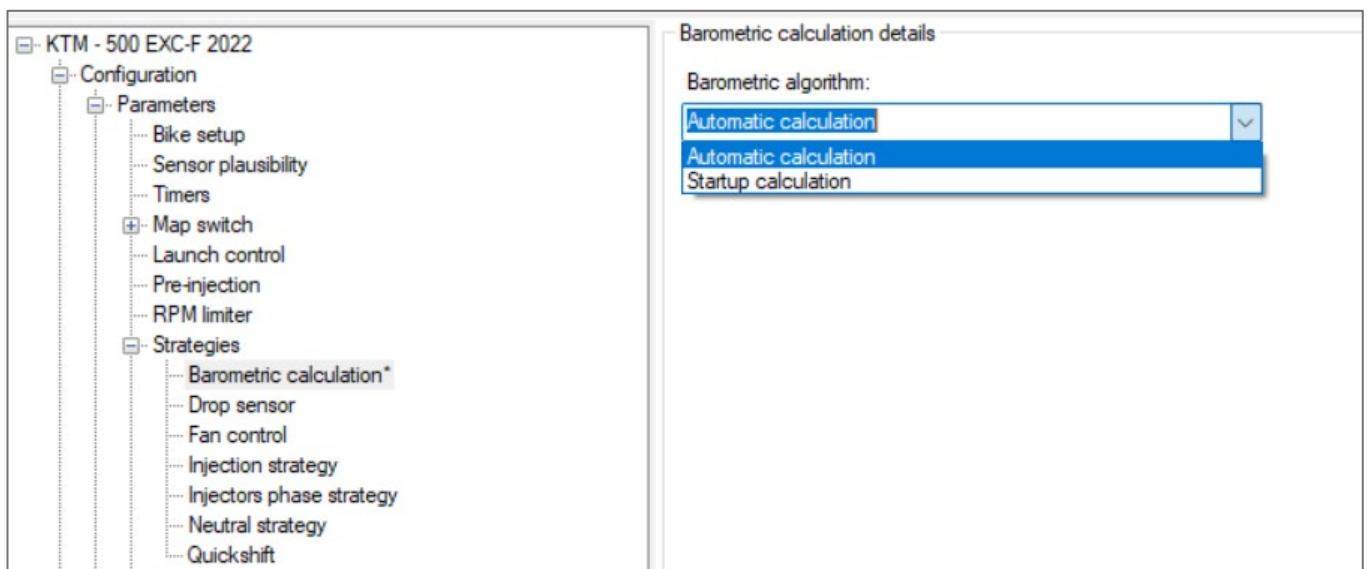 KTM - 500 EXC-F 2022
Configuration
Parameters
Bike setup
Sensor plausibility
Timers
Map switch
Launch control
Pre-injection
RPM limiter
Strategies
Barometric calculation*
Drop sensor
Fan control
Injection strategy
Injectors phase strategy
Neutral strategy
Quickshift
Barometric calculation details
Barometric algorithm:
Automatic calculation
Automatic calculation
Startup calculation